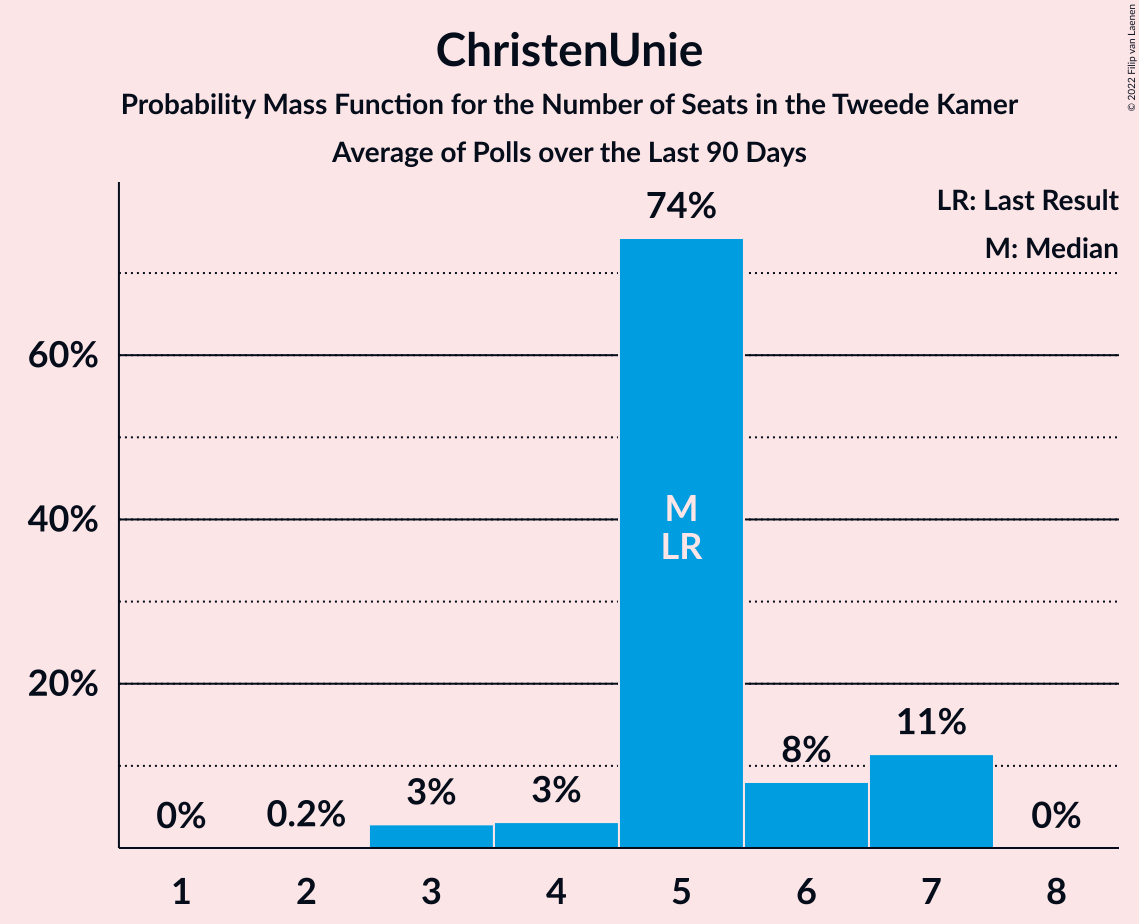 ChristenUnie
Probability Mass Function for the Number of Seats in the Tweede Kamer
Average of Polls over the Last 90 Days
© 2022 Filip van Laenen
LR: Last Result
M: Median
60%
40%
20%
0%
0.2%
3%
3%
74%
M
LR
8%
11%
0%
1
2
3
4
5
6
7
8